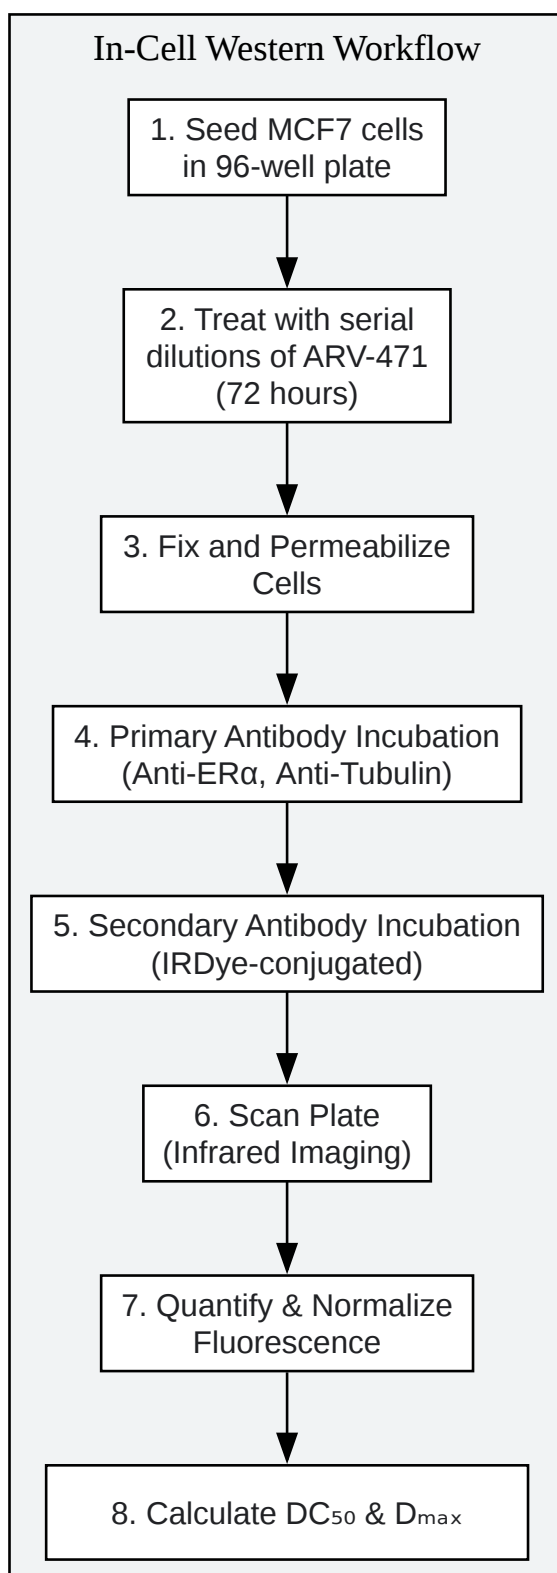 In-Cell Western Workflow
1. Seed MCF7 cells
in 96-well plate
2. Treat with serial
dilutions of ARV-471
(72 hours)
3. Fix and Permeabilize
Cells
4. Primary Antibody Incubation
(Anti-ERα, Anti-Tubulin)
5. Secondary Antibody Incubation
(IRDye-conjugated)
6. Scan Plate
(Infrared Imaging)
7. Quantify & Normalize
Fluorescence
8. Calculate DC₅₀ & Dₘₐₓ